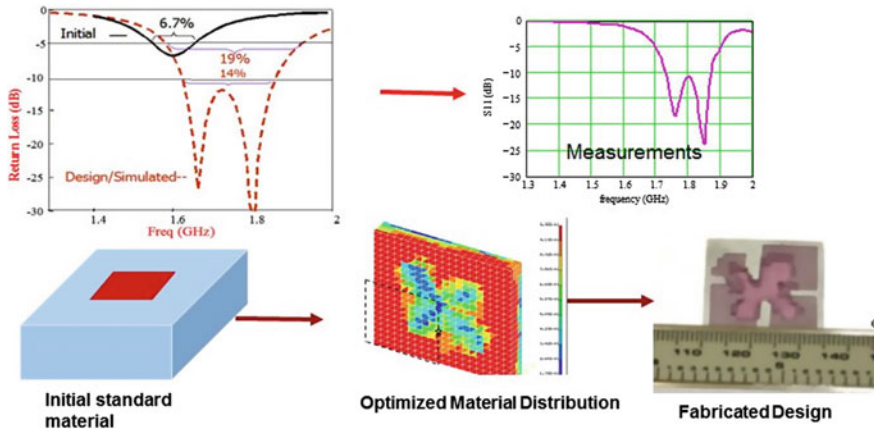 Initial
6.7%
19%
14%
Design/Simulated--
Return Loss (dB)
0
-5
-10
-15
-20
-25
-30
1.4
1.6
1.8
2
Freq (GHz)
S11 (dB)
0
−5
−10
−15
−20
−25
−30
Measurements
1.3 1.4 1.5 1.6 1.7 1.8 1.9 2
frequency (GHz)
110 120 130 140
Initial standard
material
Optimized Material Distribution
Fabricated Design